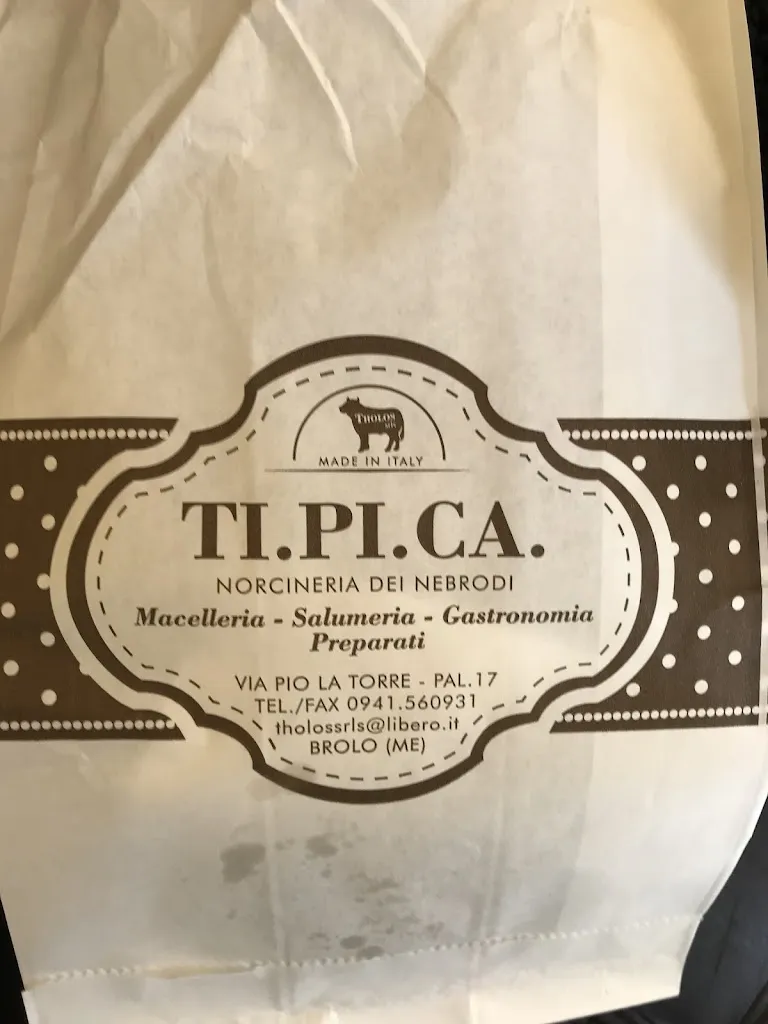 THOLOS
srls
MADE IN ITALY
TI.PI.CA.
NORCINERIA DEI NEBRODI
Macelleria - Salumeria - Gastronomia
Preparati
VIA PIO LA TORRE - PAL.17
TEL./FAX 0941.560931
tholossrls@libero.it
BROLO (ME)